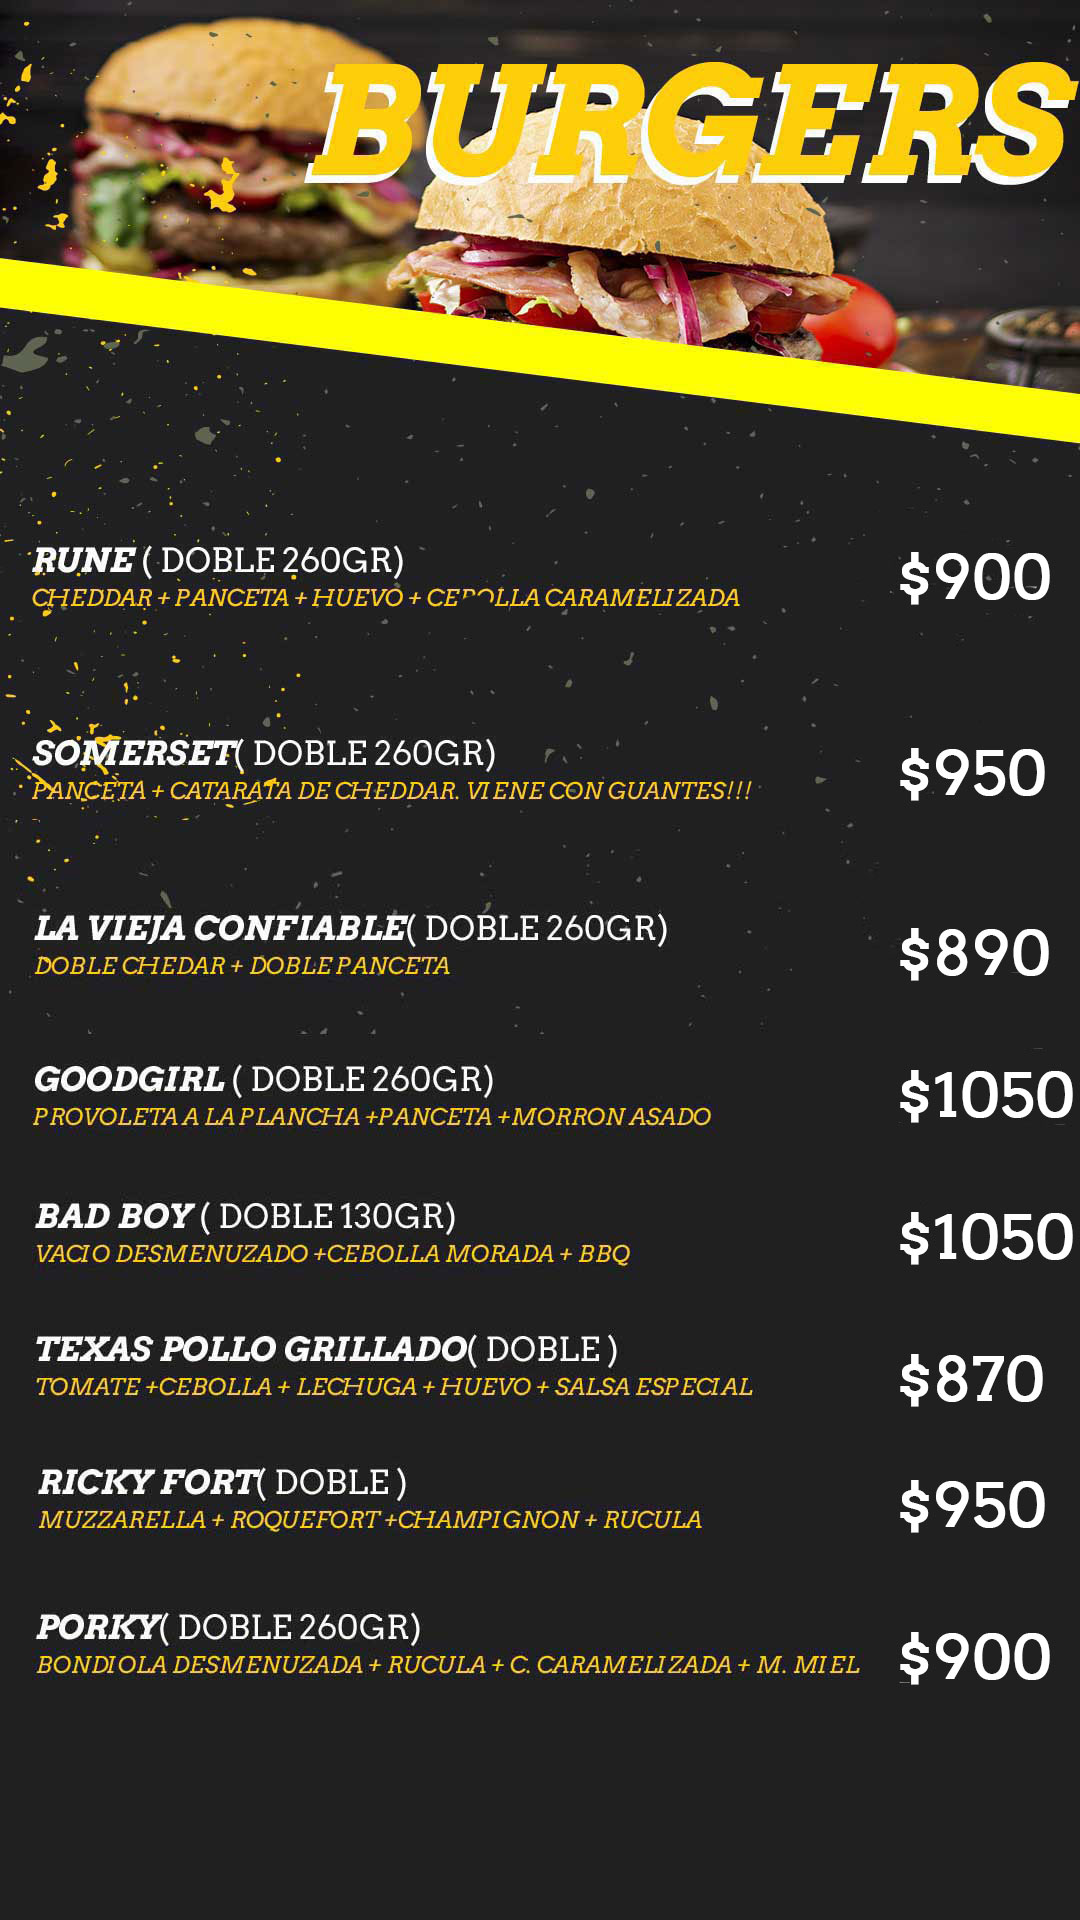 BURGERS
RUNE ( DOBLE 260GR)
CHEDDAR + PANCETA + HUEVO + CEBOLLA CARAMELIZADA
$900
SOMERSET( DOBLE 260GR)
PANCETA + CATARATA DE CHEDDAR. VIENE CON GUANTES!!!
$950
LA VIEJA CONFIABLE( DOBLE 260GR)
DOBLE CHEDAR + DOBLE PANCETA
$890
GOODGIRL ( DOBLE 260GR)
PROVOLETA A LA PLANCHA +PANCETA +MORRON ASADO
$1050
BAD BOY ( DOBLE 130GR)
VACIO DESMENUZADO +CEBOLLA MORADA + BBQ
$1050
TEXAS POLLO GRILLADO( DOBLE )
TOMATE +CEBOLLA + LECHUGA + HUEVO + SALSA ESPECIAL
$870
RICKY FORT( DOBLE )
MUZZARELLA + ROQUEFORT +CHAMPIGNON + RUCULA
$950
PORKY( DOBLE 260GR)
BONDIOLA DESMENUZADA + RUCULA + C. CARAMELIZADA + M. MIEL
$900